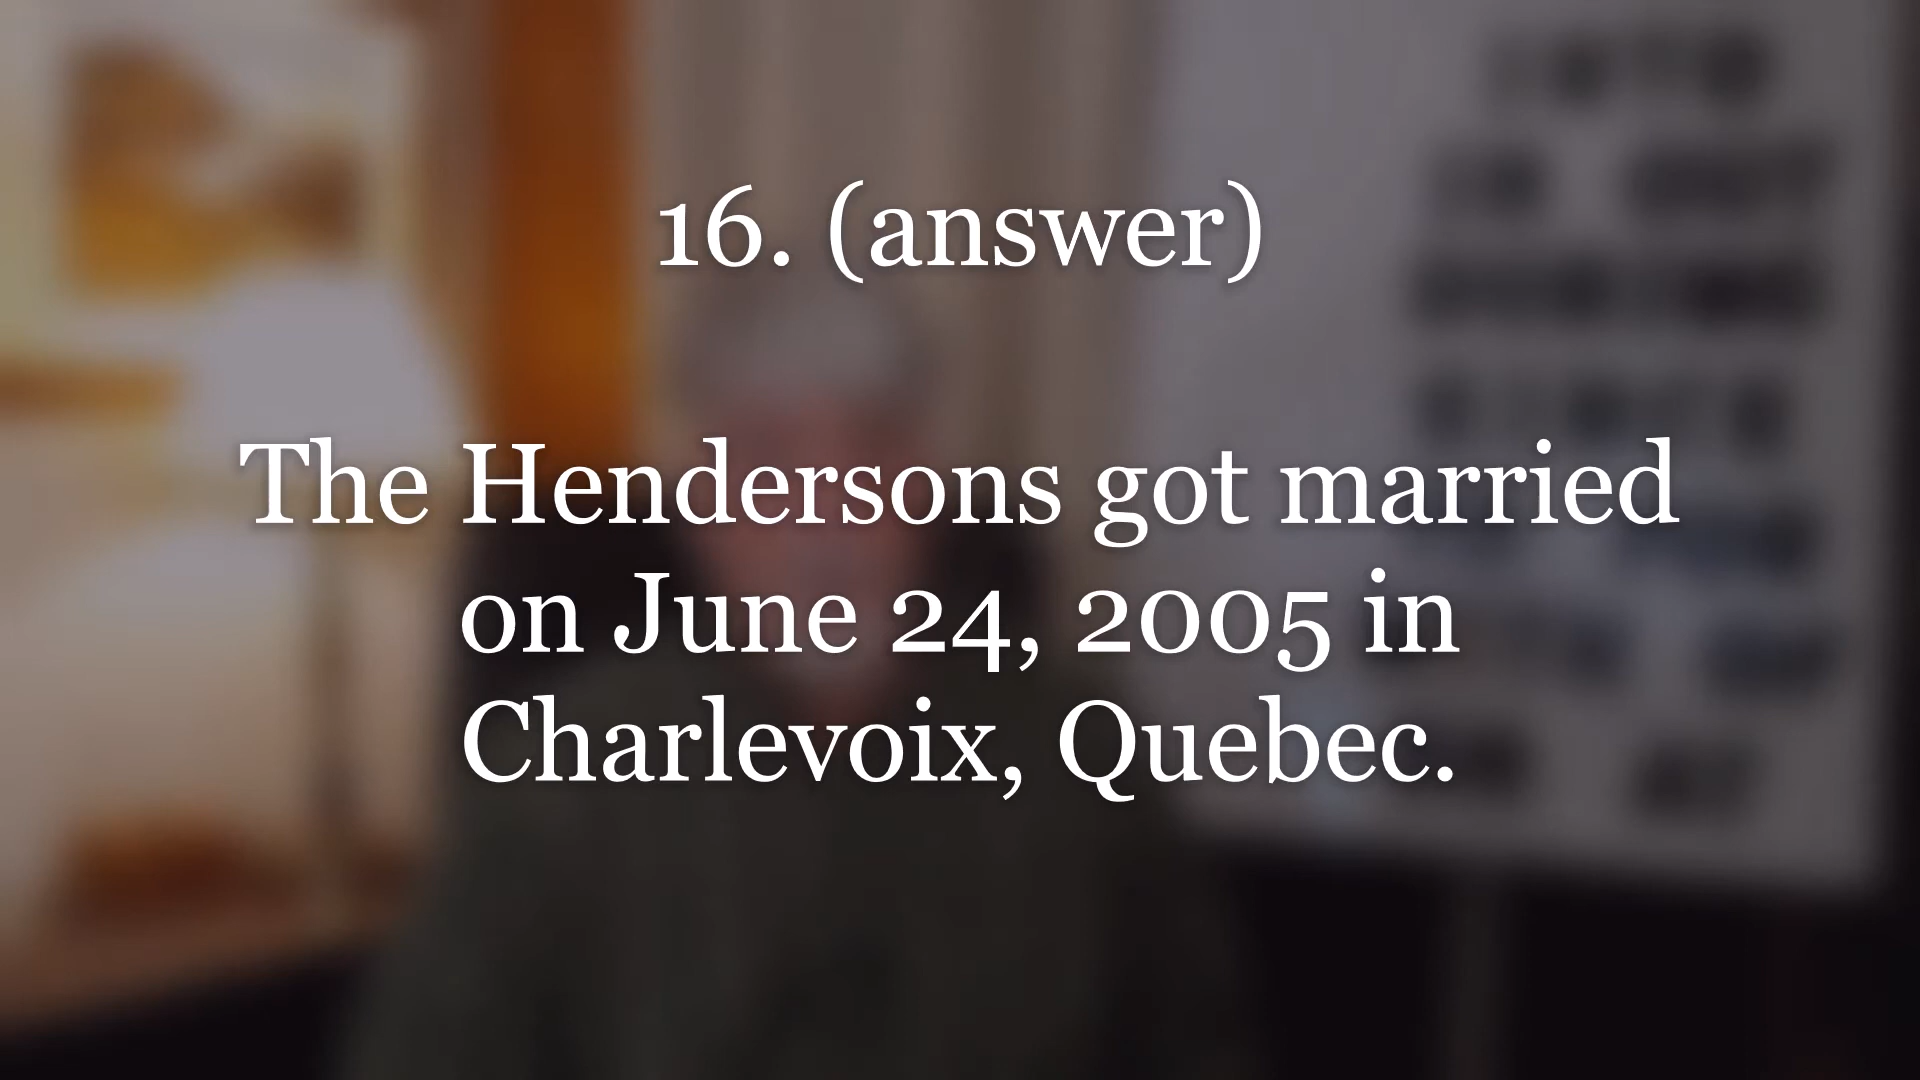 16. (answer)
The Hendersons got married
on June 24, 2005 in
Charlevoix, Quebec.